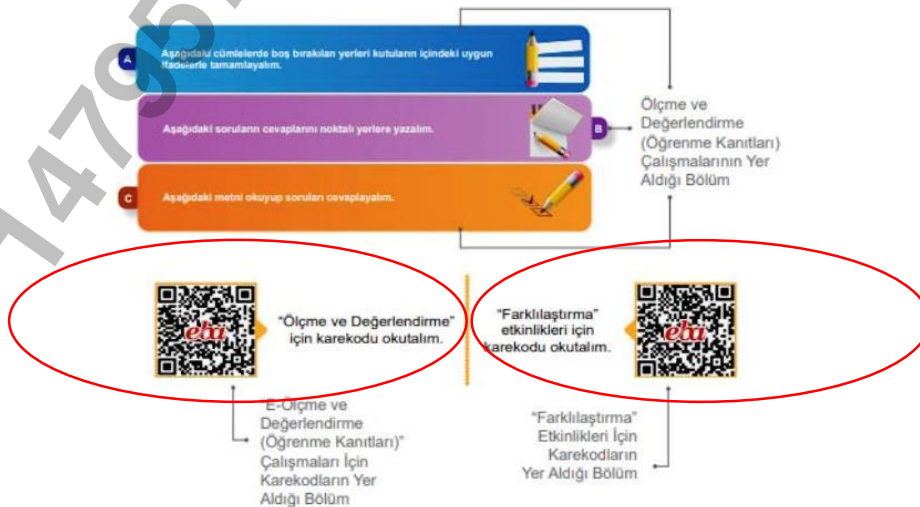 14795
A
Aşağıdaki cümlelerde boş bırakılan yerleri kutuların içindeki uygun
ifadelerle tamamlayalım.
Aşağıdaki soruların cevaplarını noktalı yerlere yazalım.
B
C
Aşağıdaki metni okuyup soruları cevaplayalım.
Ölçme ve
Değerlendirme
(Öğrenme Kanıtları)
Çalışmalarının Yer
Aldığı Bölüm
eba
"Ölçme ve Değerlendirme"
için karekodu okutalım.
"Farklılaştırma"
etkinlikleri için
karekodu okutalım.
eba
"E-Ölçme ve
Değerlendirme
(Öğrenme Kanıtları)"
Çalışmaları İçin
Karekodların Yer
Aldığı Bölüm
"Farklılaştırma"
Etkinlikleri İçin
Karekodların
Yer Aldığı Bölüm